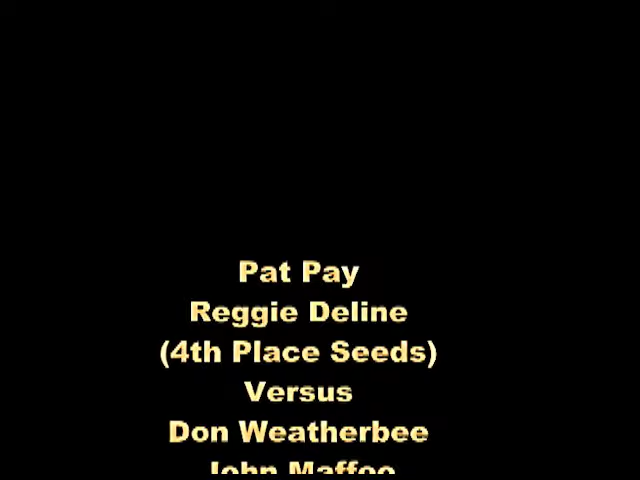 Pat Pay
Reggie Deline
(4th Place Seeds)
Versus
Don Weatherbee
John